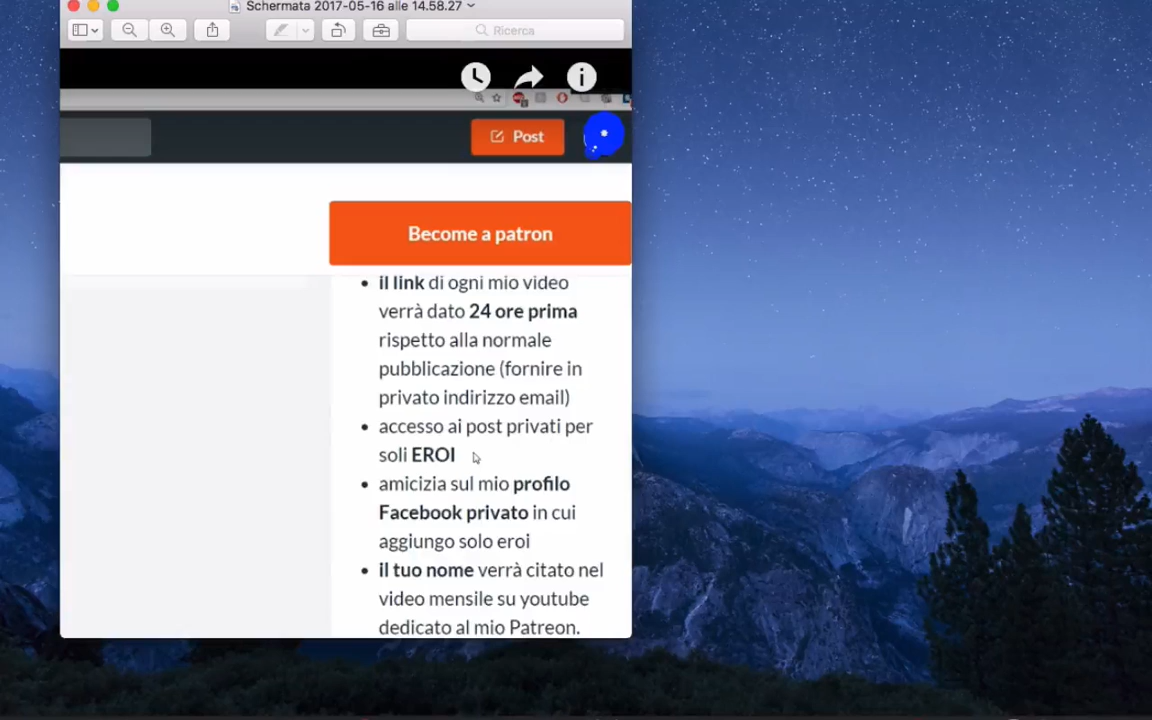 Schermata 2017-05-16 alle 14.58.27
Ricerca
Post
Become a patron
il link di ogni mio video
verrà dato 24 ore prima
rispetto alla normale
pubblicazione (fornire in
privato indirizzo email)
accesso ai post privati per
soli EROI
amicizia sul mio profilo
Facebook privato in cui
aggiungo solo eroi
il tuo nome verrà citato nel
video mensile su youtube
dedicato al mio Patreon.